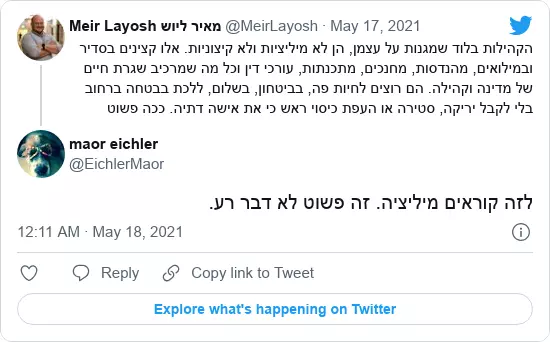 Meir Layosh מאיר ליוש @MeirLayosh · May 17, 2021
הקהילות בלוד שמגנות על עצמן, הן לא מיליציות ולא קיצוניות. אלו קצינים בסדיר
ובמילואים, מהנדסות, מחנכים, מתכנתות, עורכי דין וכל מה שמרכיב שגרת חיים
של מדינה וקהילה. הם רוצים לחיות פה, בביטחון, בשלום, ללכת בבטחה ברחוב
בלי לקבל יריקה, סטירה או העפת כיסוי ראש כי את אישה דתיה. ככה פשוט
maor eichler
@EichlerMaor
לזה קוראים מיליציה. זה פשוט לא דבר רע.
12:11 AM · May 18, 2021
Reply
Copy link to Tweet
Explore what's happening on Twitter